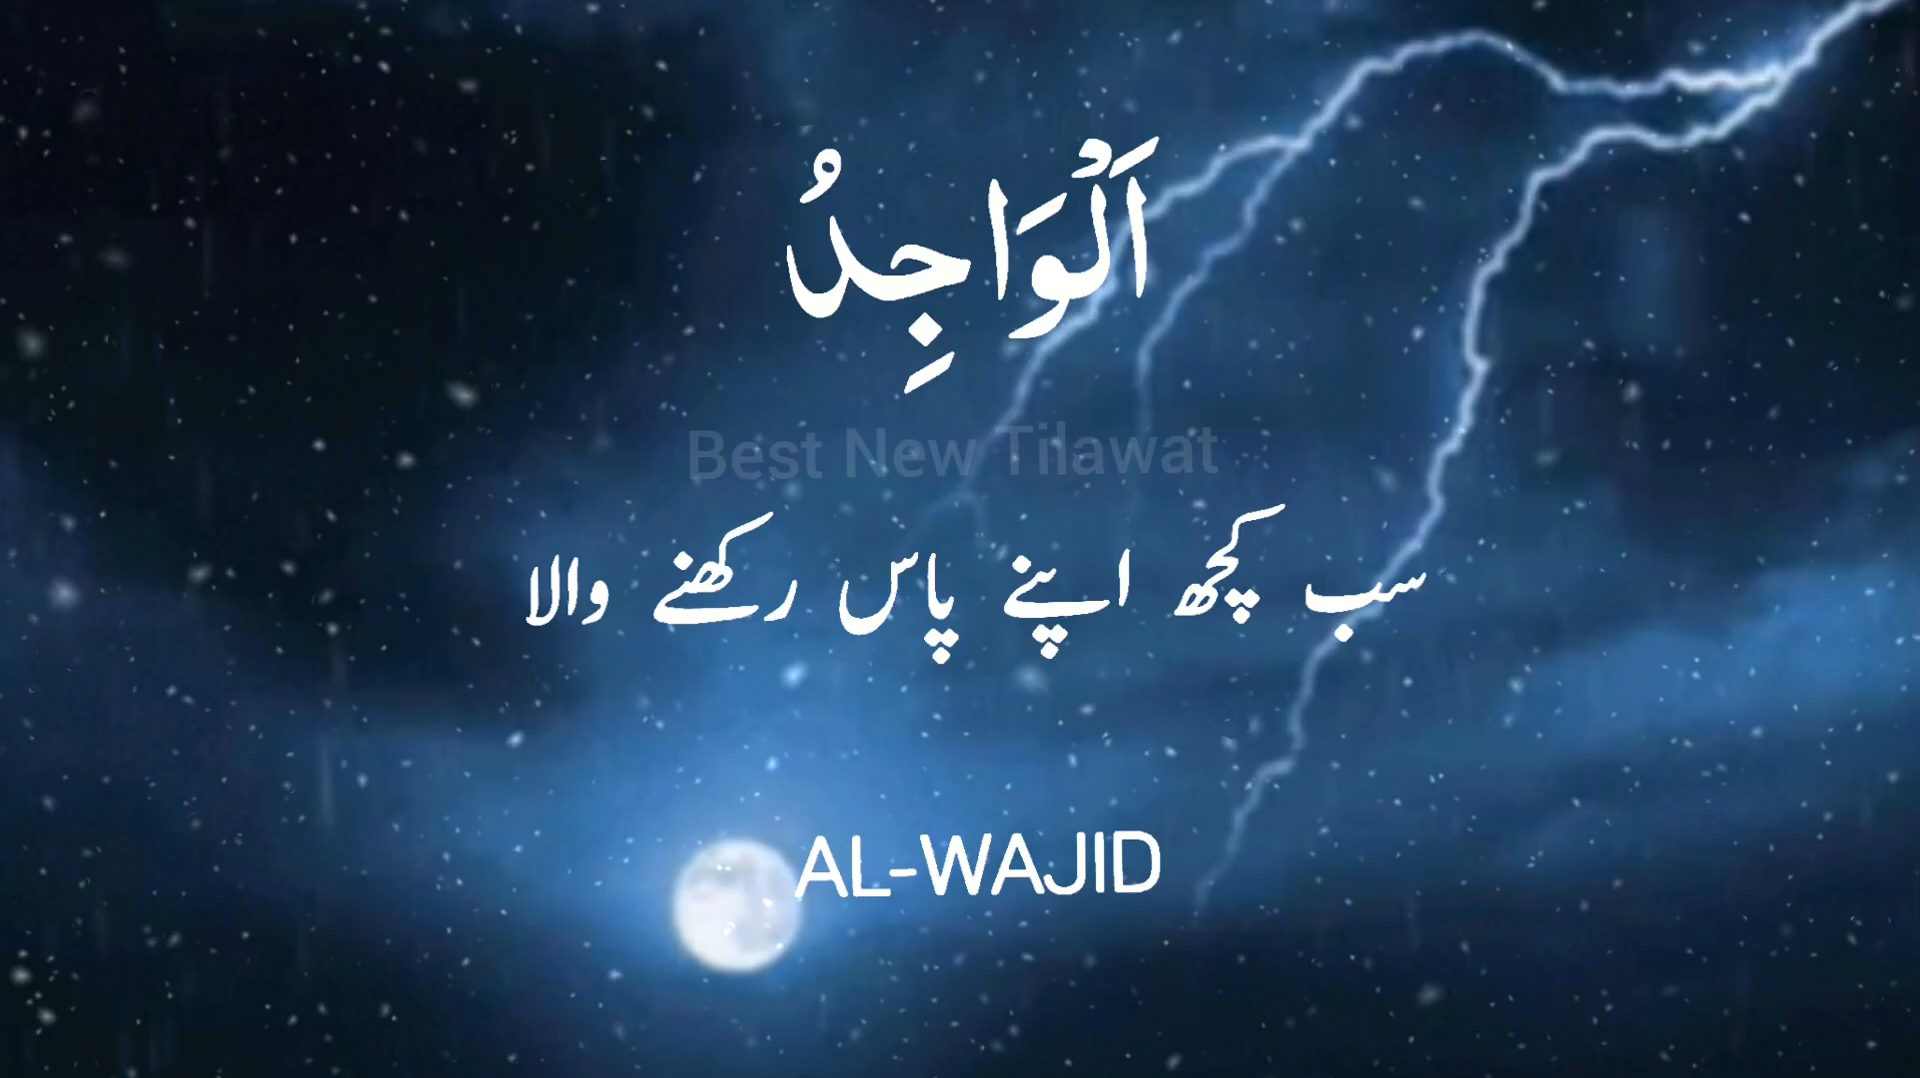 اَلْوَاجِدُ
Best New Tilawat
سب کچھ اپنے پاس رکھنے والا
AL-WAJID